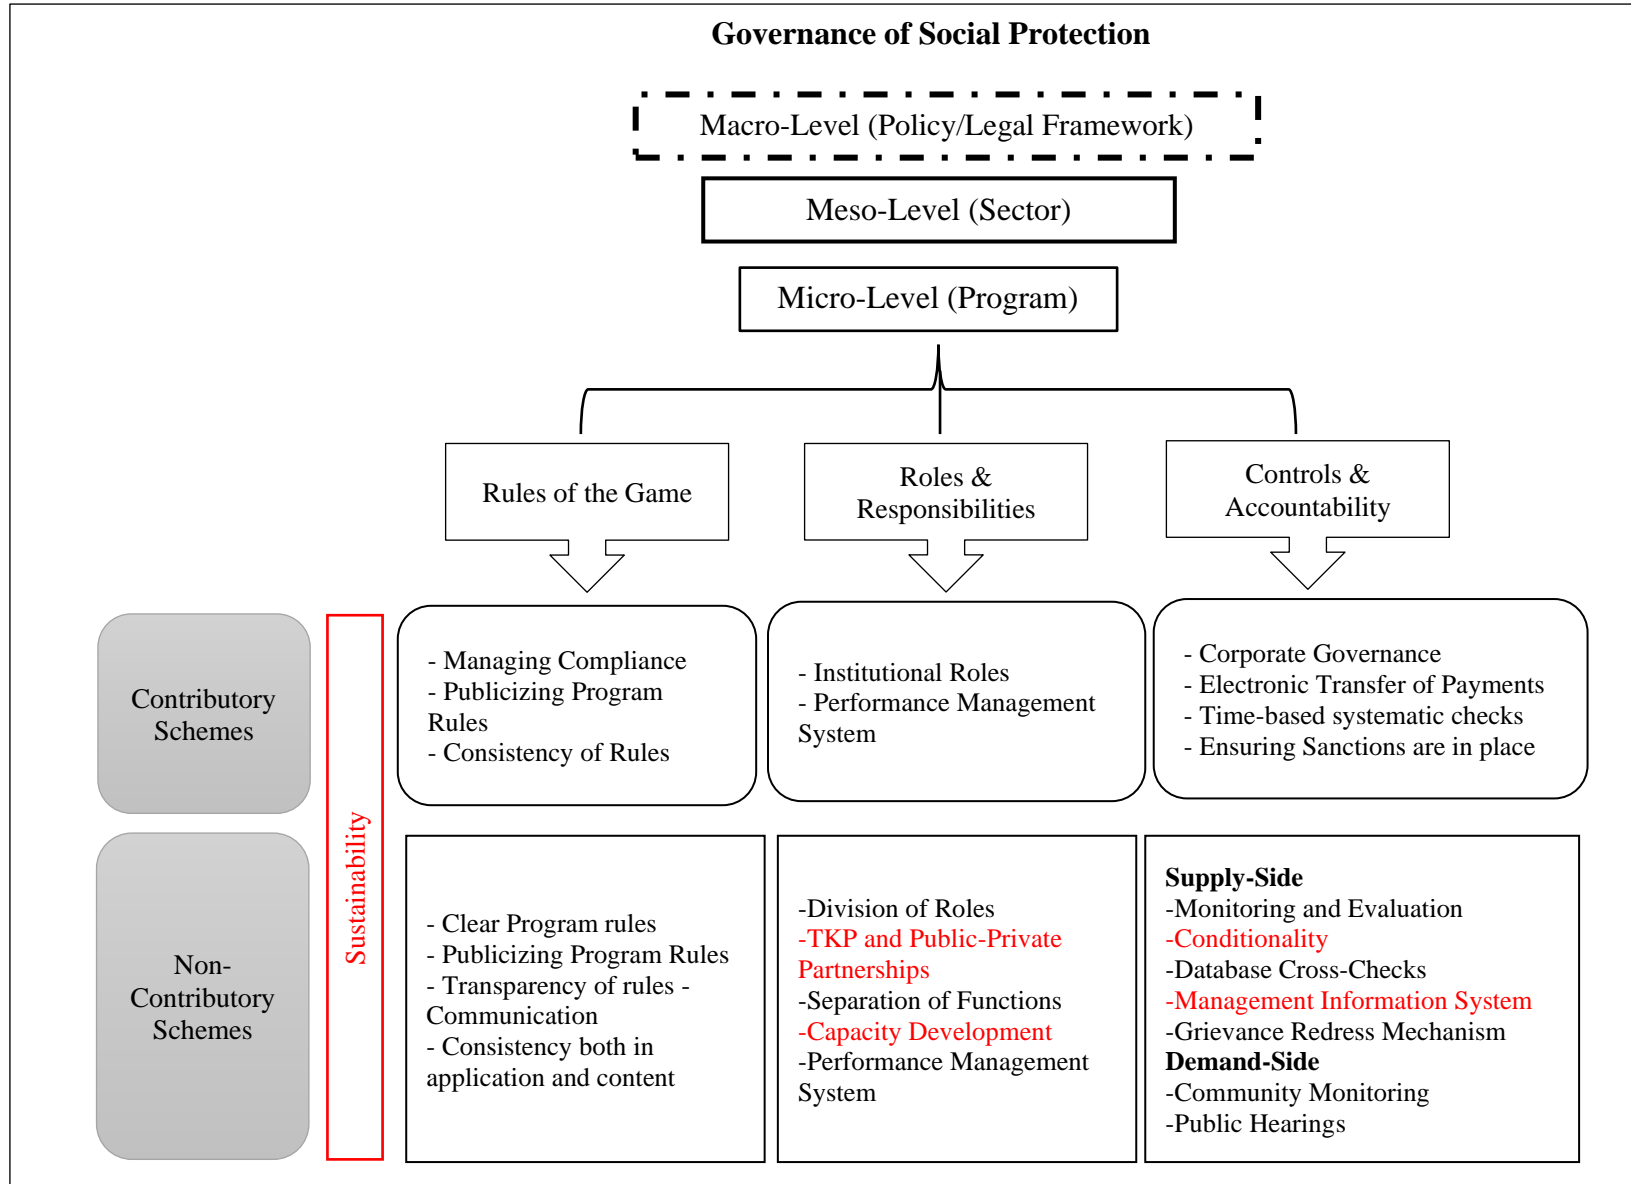 Governance of Social Protection
Macro-Level (Policy/Legal Framework)
Meso-Level (Sector)
Micro-Level (Program)
Rules of the Game
Roles &
Responsibilities
Controls &
Accountability
Contributory
Schemes
Sustainability
- Managing Compliance
- Publicizing Program
Rules
- Consistency of Rules
- Institutional Roles
- Performance Management
System
- Corporate Governance
- Electronic Transfer of Payments
- Time-based systematic checks
- Ensuring Sanctions are in place
Non-
Contributory
Schemes
- Clear Program rules
- Publicizing Program Rules
- Transparency of rules -
Communication
- Consistency both in
application and content
-Division of Roles
-TKP and Public-Private
Partnerships
-Separation of Functions
-Capacity Development
-Performance Management
System
Supply-Side
-Monitoring and Evaluation
-Conditionality
-Database Cross-Checks
-Management Information System
-Grievance Redress Mechanism
Demand-Side
-Community Monitoring
-Public Hearings